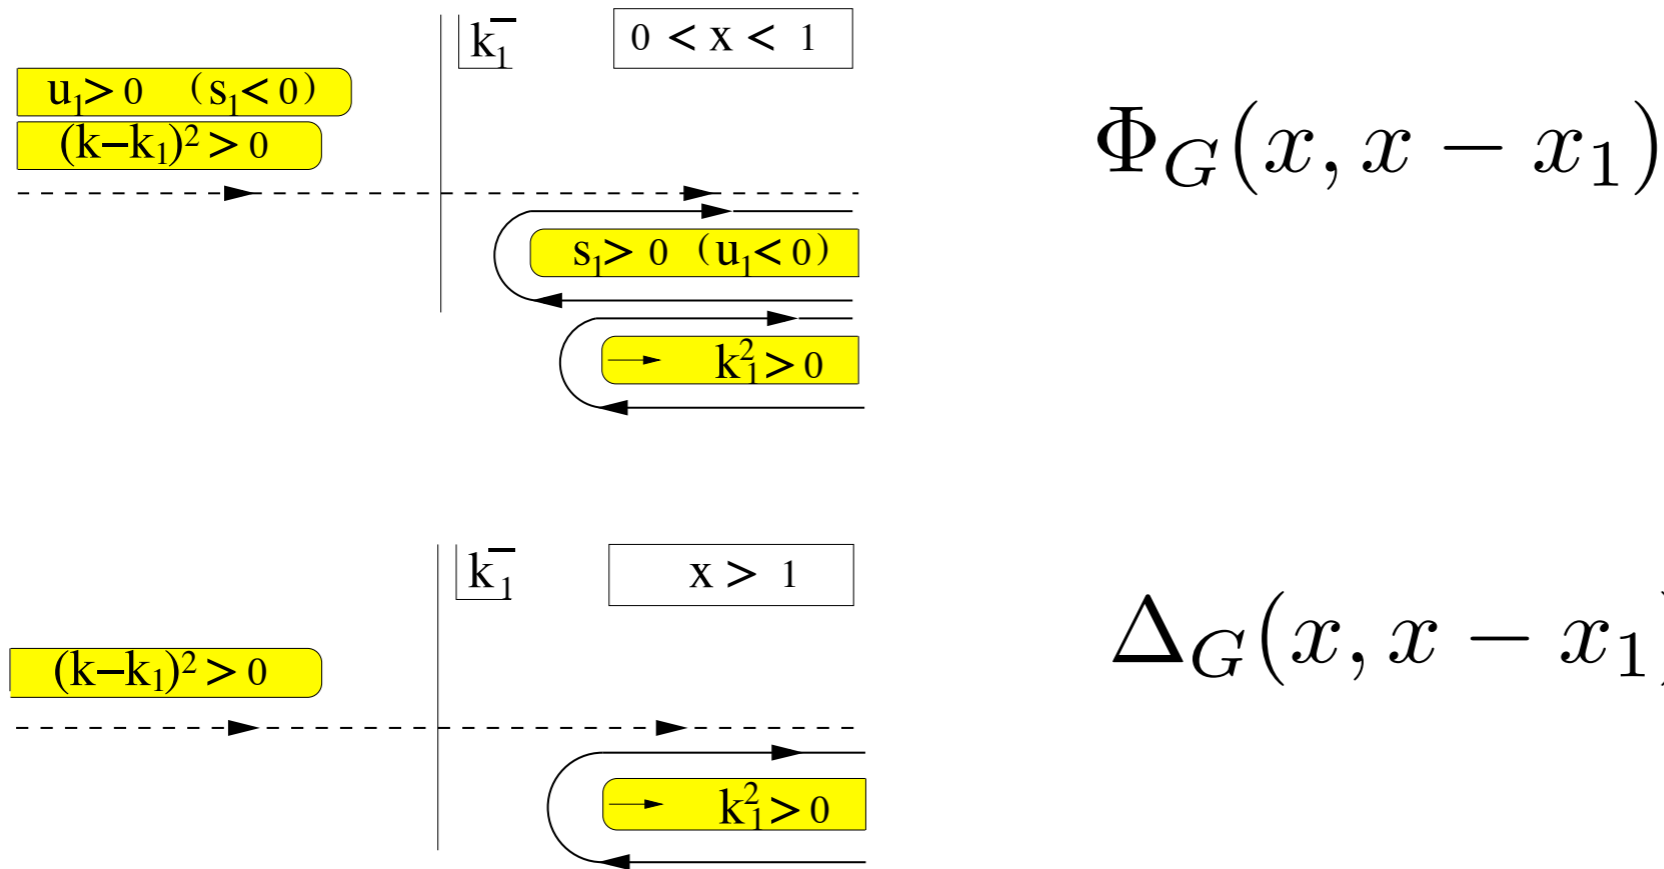 k₁⁻
0 < x < 1
u₁> 0 (s₁< 0)
(k−k₁)² > 0
Φ_G(x, x − x₁)
s₁> 0 (u₁< 0)
k₁² > 0
k₁⁻
x > 1
(k−k₁)² > 0
Δ_G(x, x − x₁)
k₁² > 0